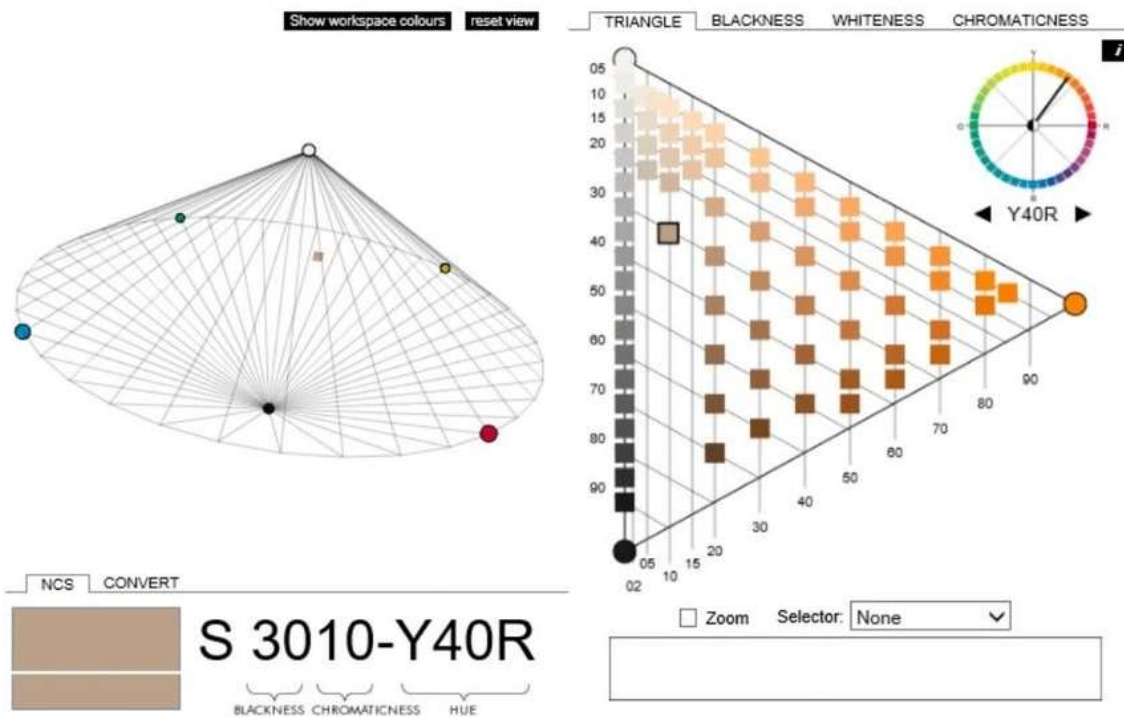 Show workspace colours
reset view
TRIANGLE
BLACKNESS
WHITENESS
CHROMATICNESS
i
05
10
15
20
30
40
50
60
70
80
90
Y
G
R
B
Y40R
90
80
70
60
50
40
30
20
15
10
05
02
NCS
CONVERT
S 3010-Y40R
BLACKNESS
CHROMATICNESS
HUE
Zoom
Selector:
None